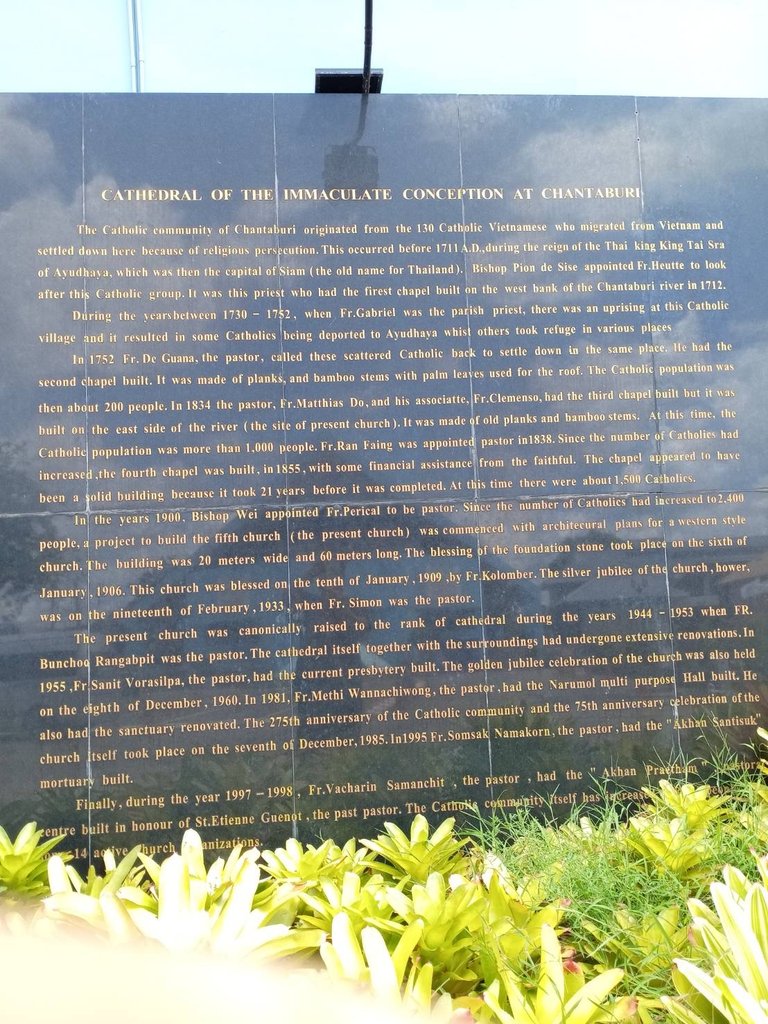 CATHEDRAL OF THE IMMACULATE CONCEPTION AT CHANTABURI
The Catholic community of Chantaburi originated from the 130 Catholic Vietnamese who migrated from Vietnam and
settled down here because of religious persecution. This occurred before 1711 A.D.,during the reign of the Thai king King Tai Sra
of Ayudhaya, which was then the capital of Siam (the old name for Thailand). Bishop Pion de Sise appointed Fr.Heutte to look
after this Catholic group. It was this priest who had the firest chapel built on the west bank of the Chantaburi river in 1712.
During the yearsbetween 1730 - 1752, when Fr.Gabriel was the parish priest, there was an uprising at this Catholic
village and it resulted in some Catholics being deported to Ayudhaya whist others took refuge in various places
In 1752 Fr. De Guana, the pastor, called these scattered Catholic back to settle down in the same place. He had the
second chapel built. It was made of planks, and bamboo stems with palm leaves used for the roof. The Catholic population was
then about 200 people. In 1834 the pastor, Fr.Matthias Do, and his associatte, Fr.Clemenso, had the third chapel built but it was
built on the east side of the river (the site of present church). It was made of old planks and bamboo stems. At this time, the
Catholic population was more than 1,000 people. Fr.Ran Faing was appointed pastor in1838. Since the number of Catholics had
increased ,the fourth chapel was built, in 1855, with some financial assistance from the faithful. The chapel appeared to have
been a solid building because it took 21 years before it was completed. At this time there were about 1,500 Catholics.
In the years 1900, Bishop Wei appointed Fr.Perical to be pastor. Since the number of Catholics had increased to 2,400
people, a project to build the fifth church (the present church) was commenced with architecural plans for a western style
church. The building was 20 meters wide and 60 meters long. The blessing of the foundation stone took place on the sixth of
January, 1906. This church was blessed on the tenth of January, 1909 ,by Fr.Kolomber. The silver jubilee of the church, hower,
was on the nineteenth of February, 1933, when Fr. Simon was the pastor.
The present church was canonically raised to the rank of cathedral during the years 1944 - 1953 when FR.
Bunchoo Rangabpit was the pastor. The cathedral itself together with the surroundings had undergone extensive renovations. In
1955 ,Fr.Sanit Vorasilpa, the pastor, had the current presbytery built. The golden jubilee celebration of the church was also held
on the eighth of December, 1960. In 1981, Fr.Methi Wannachiwong, the pastor, had the Narumol multi purpose Hall built. He
also had the sanctuary renovated. The 275th anniversary of the Catholic community and the 75th anniversary celebration of the
church itself took place on the seventh of December, 1985. In1995 Fr.Somsak Namakorn, the pastor, had the "Akhan Santisuk"
mortuary built.
Finally, during the year 1997 - 1998, Fr.Vacharin Samanchit , the pastor , had the " Akhan Praetham"
centre built in honour of St.Etienne Guenot, the past pastor. The Catholic community itself has
14 active church